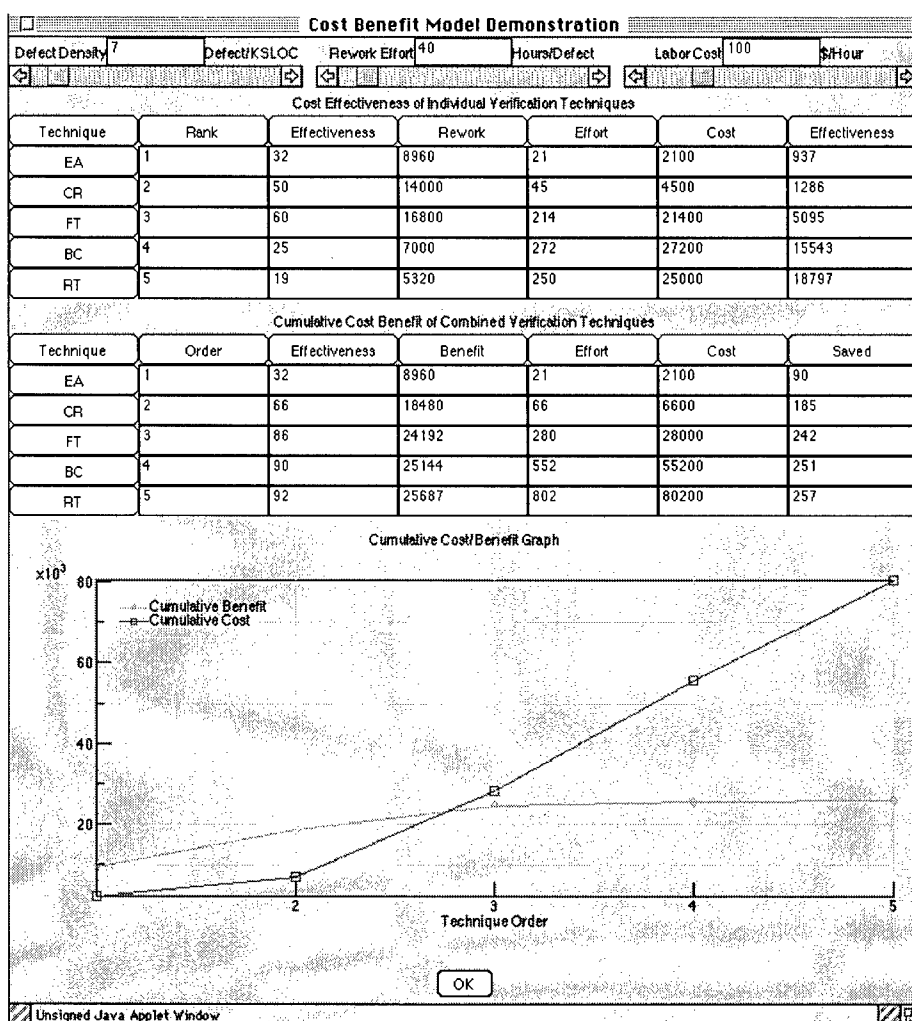 Cost Benefit Model Demonstration
Defect Density 7 Defect/KSLOC Rework Effort 40 Hours/Defect Labor Cost 100 $/Hour
Cost Effectiveness of Individual Verification Techniques
Technique Rank Effectiveness Rework Effort Cost Effectiveness
EA 1 32 8960 21 2100 937
CR 2 50 14000 45 4500 1286
FT 3 60 16800 214 21400 5095
BC 4 25 7000 272 27200 15543
RT 5 19 5320 250 25000 18797
Cumulative Cost Benefit of Combined Verification Techniques
Technique Order Effectiveness Benefit Effort Cost Saved
EA 1 32 8960 21 2100 90
CR 2 66 18480 66 6600 185
FT 3 86 24192 280 28000 242
BC 4 90 25144 552 55200 251
RT 5 92 25687 802 80200 257
Cumulative Cost/Benefit Graph
×10³
80
Cumulative Benefit
Cumulative Cost
60
40
20
2 3 4 5
Technique Order
OK
Unsigned Java Applet Window